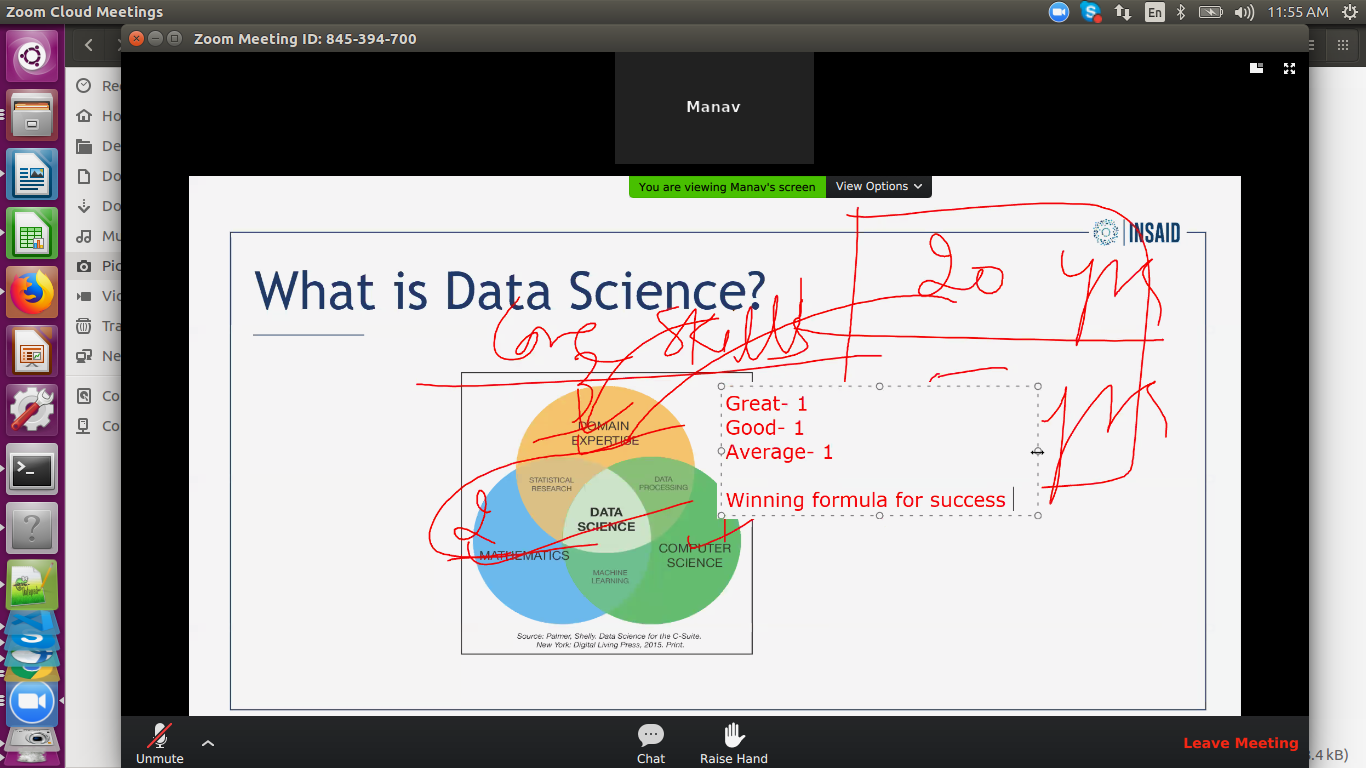 Zoom Cloud Meetings
En
11:55 AM
Zoom Meeting ID: 845-394-700
Re
Ho
De
Do
Do
Mu
Pic
Vic
Tra
Ne
Co
Co
Manav
You are viewing Manav's screen
View Options
INSAID
What is Data Science?
20 yrs
Core Skills
yrs
DOMAIN
EXPERTISE
STATISTICAL
RESEARCH
DATA
PROCESSING
DATA
SCIENCE
MATHEMATICS
COMPUTER
SCIENCE
MACHINE
LEARNING
Great- 1
Good- 1
Average- 1
Winning formula for success
Source: Palmer, Shelly. Data Science for the C-Suite.
New York: Digital Living Press, 2015. Print.
Unmute
Chat
Raise Hand
Leave Meeting
.4 kB)